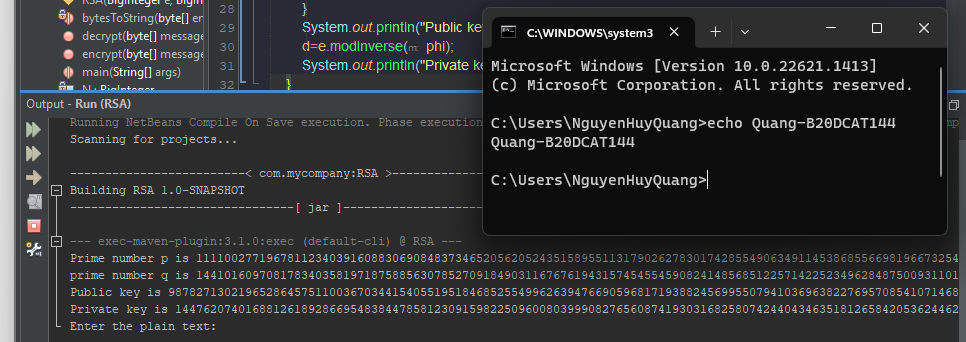 RSA(BigInteger e, BigInte
bytesToString(byte[] en
decrypt(byte[] message
encrypt(byte[] message
main(String[] args)
N : BigInteger
28 }
29 System.out.println("Public ke
30 d=e.modInverse(m: phi);
31 System.out.println("Private ke
32 }
C:\WINDOWS\system3
Microsoft Windows [Version 10.0.22621.1413]
(c) Microsoft Corporation. All rights reserved.
C:\Users\NguyenHuyQuang>echo Quang-B20DCAT144
Quang-B20DCAT144
C:\Users\NguyenHuyQuang>
Output - Run (RSA)
Running NetBeans Compile On Save execution. Phase execution
Scanning for projects...
------------------------< com.mycompany:RSA >------------
Building RSA 1.0-SNAPSHOT
--------------------------------[ jar ]---------------------
--- exec-maven-plugin:3.1.0:exec (default-cli) @ RSA ---
Prime number p is
prime number q is
Public key is
Private key is
Enter the plain text: